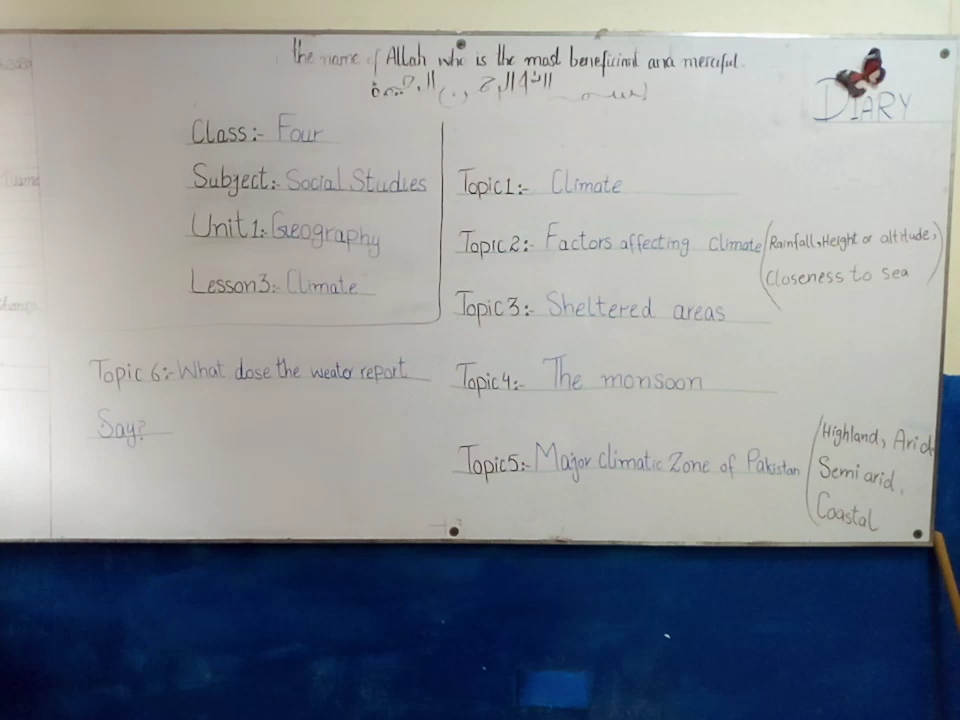 the name of Allah who is the most beneficient and merciful.
DIARY
Class:- Four
Subject:- Social Studies
Unit 1:- Geography
Lesson 3:- Climate
Topic 1:- Climate
Topic 2:- Factors affecting climate (Rainfall, Height or altitude,
Closeness to sea)
Topic 3:- Sheltered areas
Topic 4:- The monsoon
Topic 5:- Major climatic Zone of Pakistan (Highland, Arid
Semi arid,
Coastal
Topic 6:- What dose the weator report
Say?